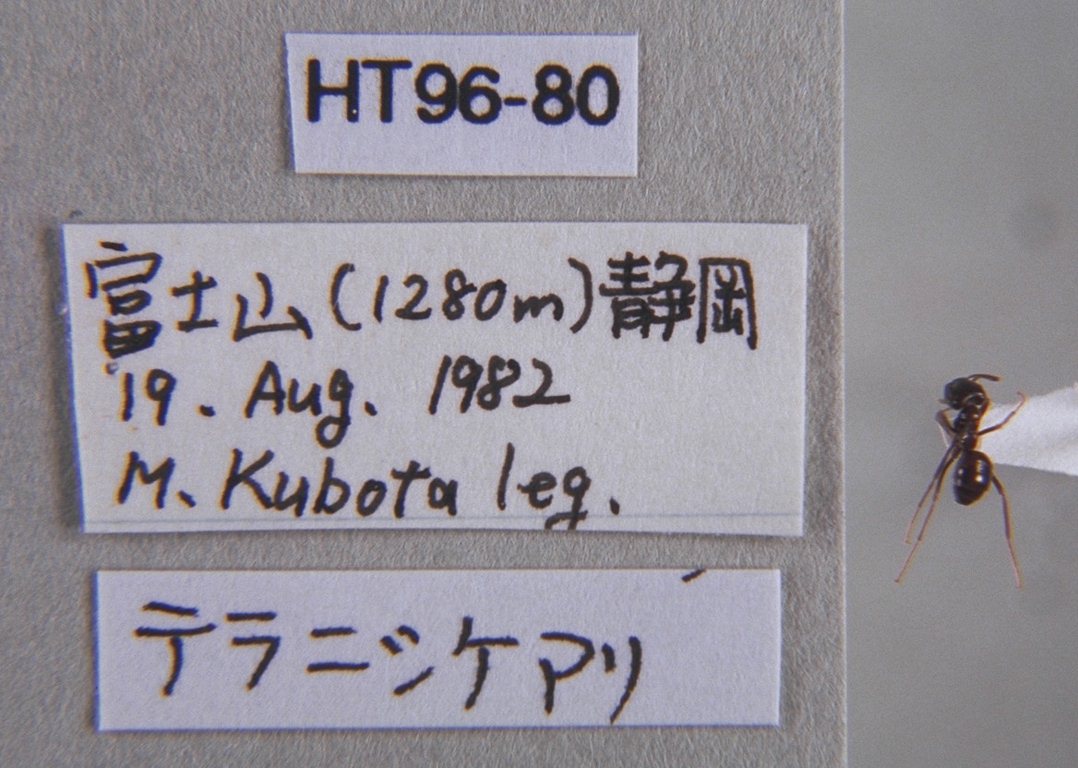 HT96-80
富士山(1280m)静岡
19. Aug. 1982
M. Kubota leg.
テラニシケアリ